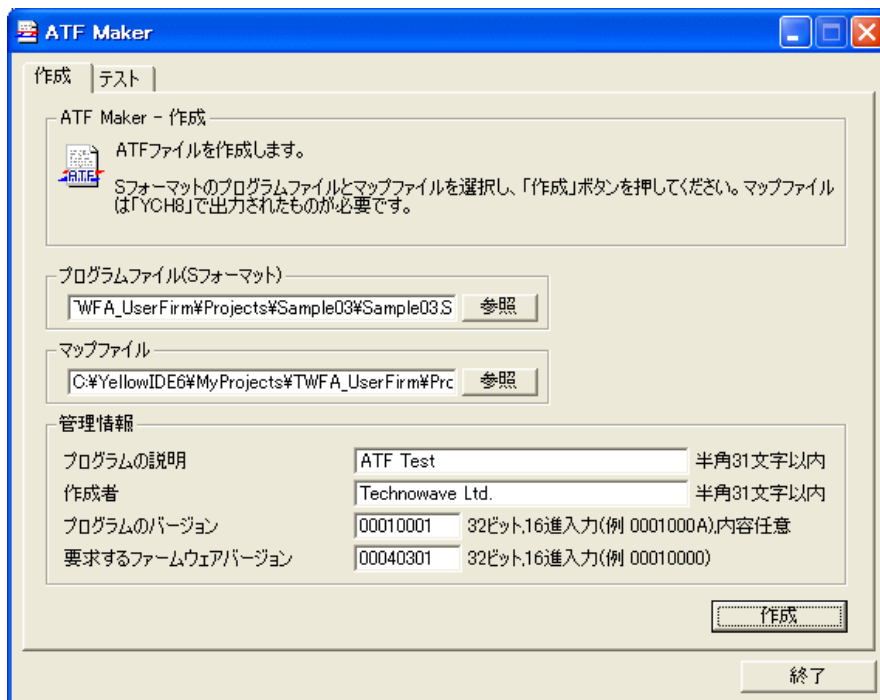 ATF Maker
作成 テスト
ATF Maker - 作成
ATF
ATFファイルを作成します。
Sフォーマットのプログラムファイルとマップファイルを選択し、「作成」ボタンを押してください。マップファイル
は「YCH8」で出力されたものが必要です。
プログラムファイル(Sフォーマット)
TWFA_UserFirm¥Projects¥Sample03¥Sample03.S 参照
マップファイル
C:¥YellowIDE6¥MyProjects¥TWFA_UserFirm¥Prc 参照
管理情報
プログラムの説明 ATF Test 半角31文字以内
作成者 Technowave Ltd. 半角31文字以内
プログラムのバージョン 00010001 32ビット,16進入力(例 0001000A),内容任意
要求するファームウェアバージョン 00040301 32ビット,16進入力(例 00010000)
作成
終了